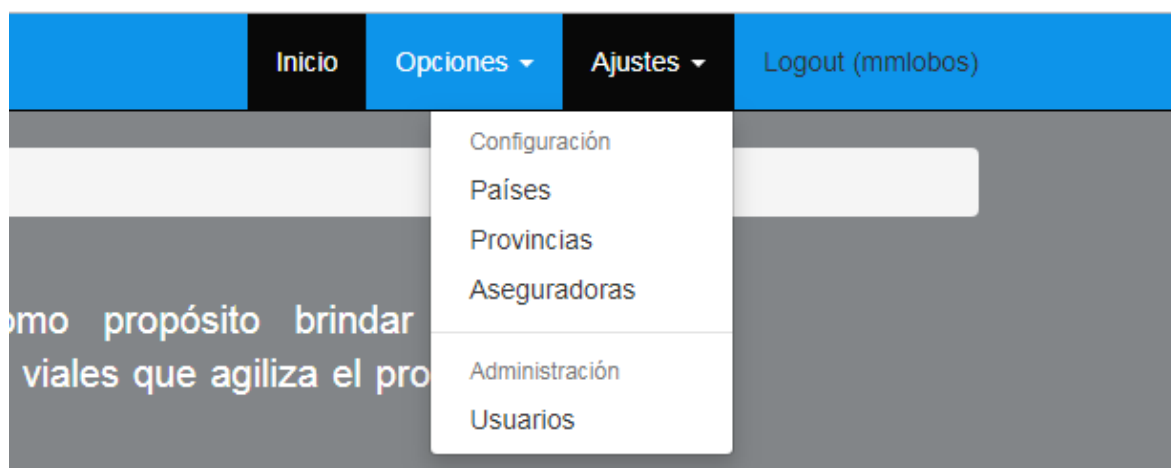 Inicio Opciones Ajustes Logout (mmlobos)
Configuración
Países
Provincias
Aseguradoras
omo propósito brindar
viales que agiliza el pro
Administración
Usuarios